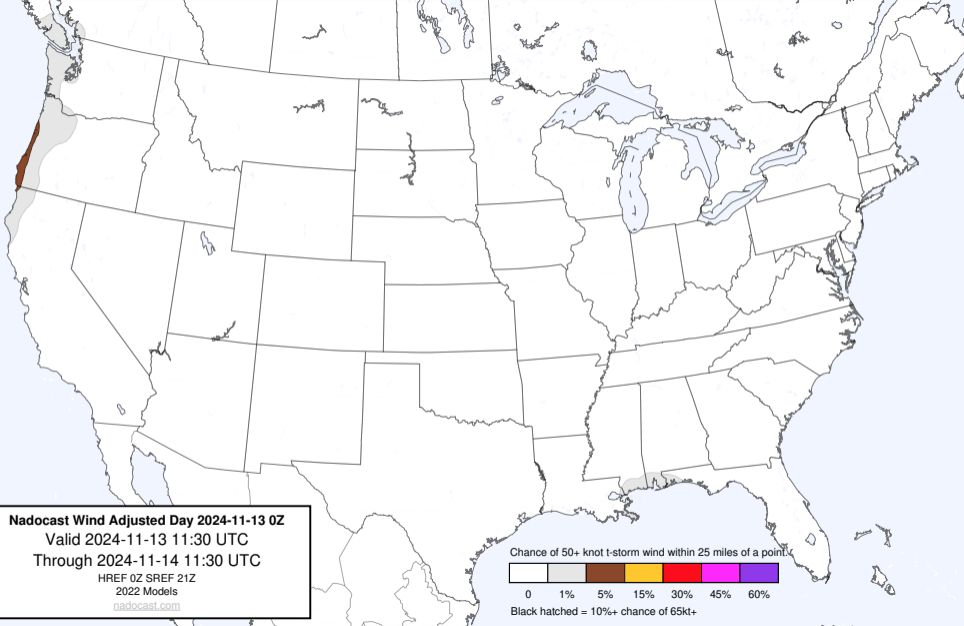 Nadocast Wind Adjusted Day 2024-11-13 0Z
Valid 2024-11-13 11:30 UTC
Through 2024-11-14 11:30 UTC
HREF 0Z SREF 21Z
2022 Models
nadocast.com
Chance of 50+ knot t-storm wind within 25 miles of a point.
0 1% 5% 15% 30% 45% 60%
Black hatched = 10%+ chance of 65kt+